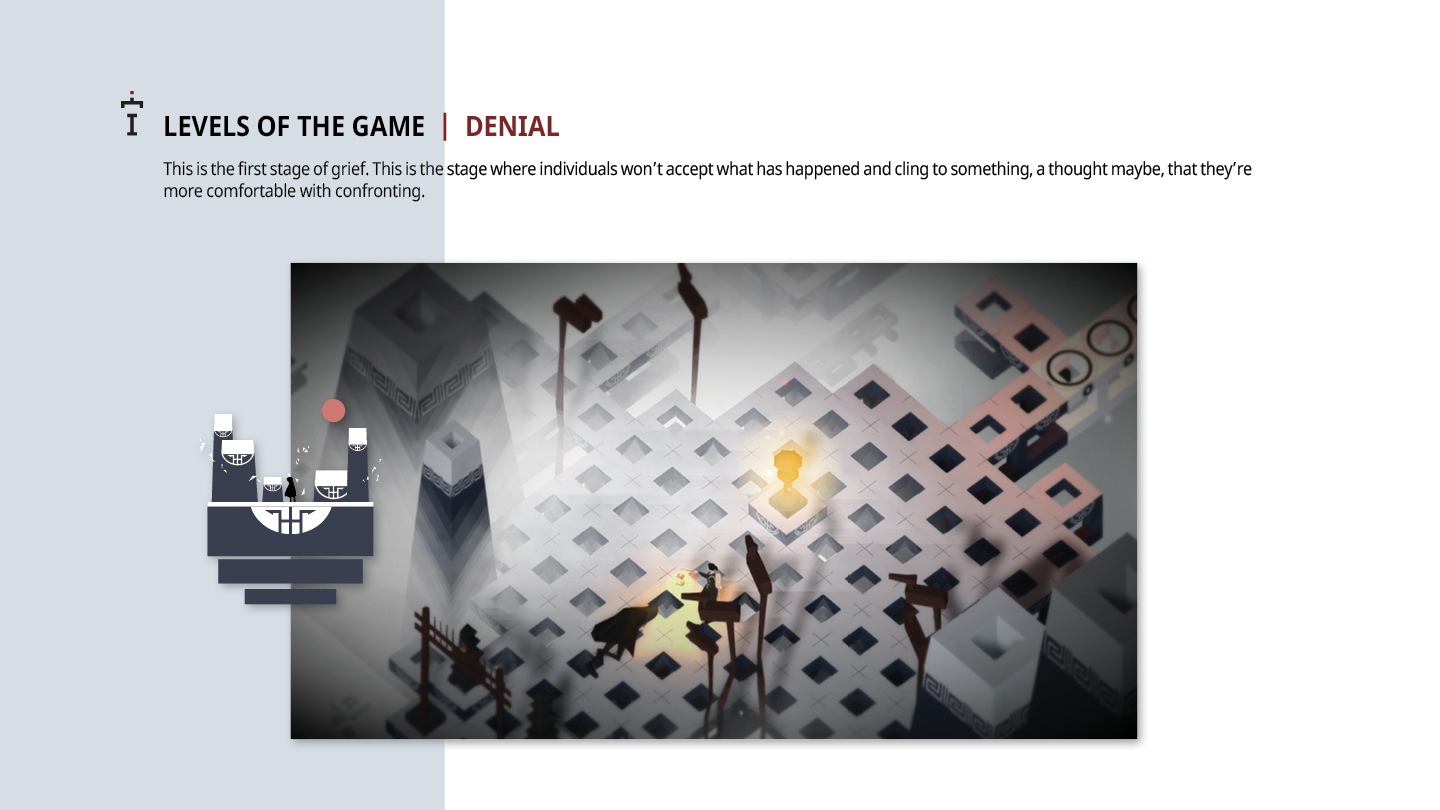 LEVELS OF THE GAME | DENIAL
This is the first stage of grief. This is the stage where individuals won’t accept what has happened and cling to something, a thought maybe, that they’re
more comfortable with confronting.